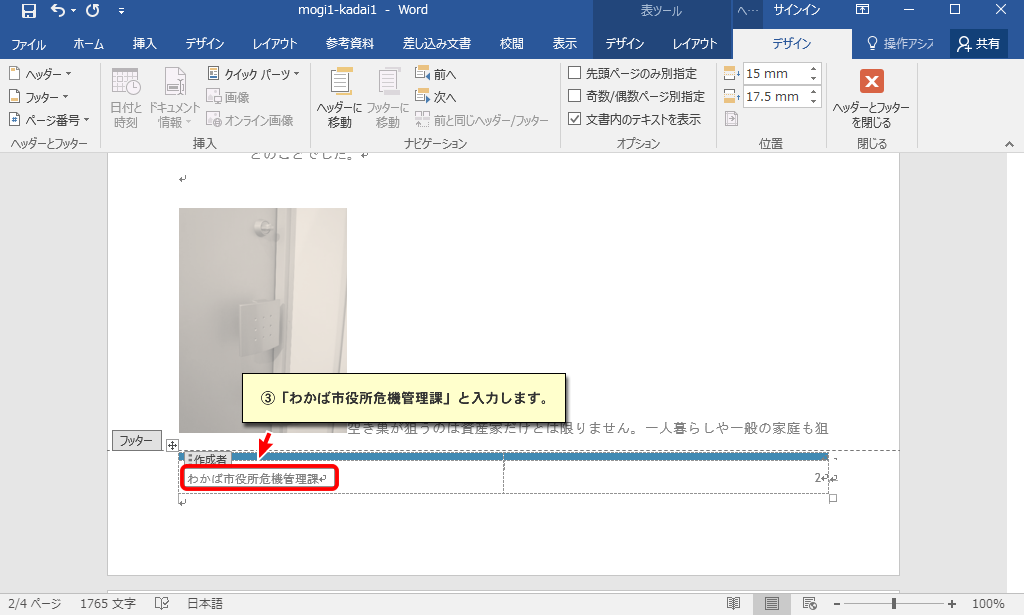 mogi1-kadai1 - Word
表ツール
ヘ…
サインイン
ファイル ホーム 挿入 デザイン レイアウト 参考資料 差し込み文書 校閲 表示 デザイン レイアウト デザイン 操作アシス 共有
ヘッダー
フッター
ページ番号
ヘッダーとフッター
日付と時刻
ドキュメント情報
クイック パーツ
画像
オンライン画像
挿入
ヘッダーに移動
フッターに移動
前へ
次へ
前と同じヘッダー/フッター
ナビゲーション
先頭ページのみ別指定
奇数/偶数ページ別指定
文書内のテキストを表示
オプション
15 mm
17.5 mm
位置
ヘッダーとフッターを閉じる
閉じる
とのことでした。
③「わかば市役所危機管理課」と入力します。
空き巣が狙うのは資産家だけとは限りません。一人暮らしや一般の家庭も狙
フッター
作成者
わかば市役所危機管理課
2
2/4 ページ 1765 文字 日本語 100%